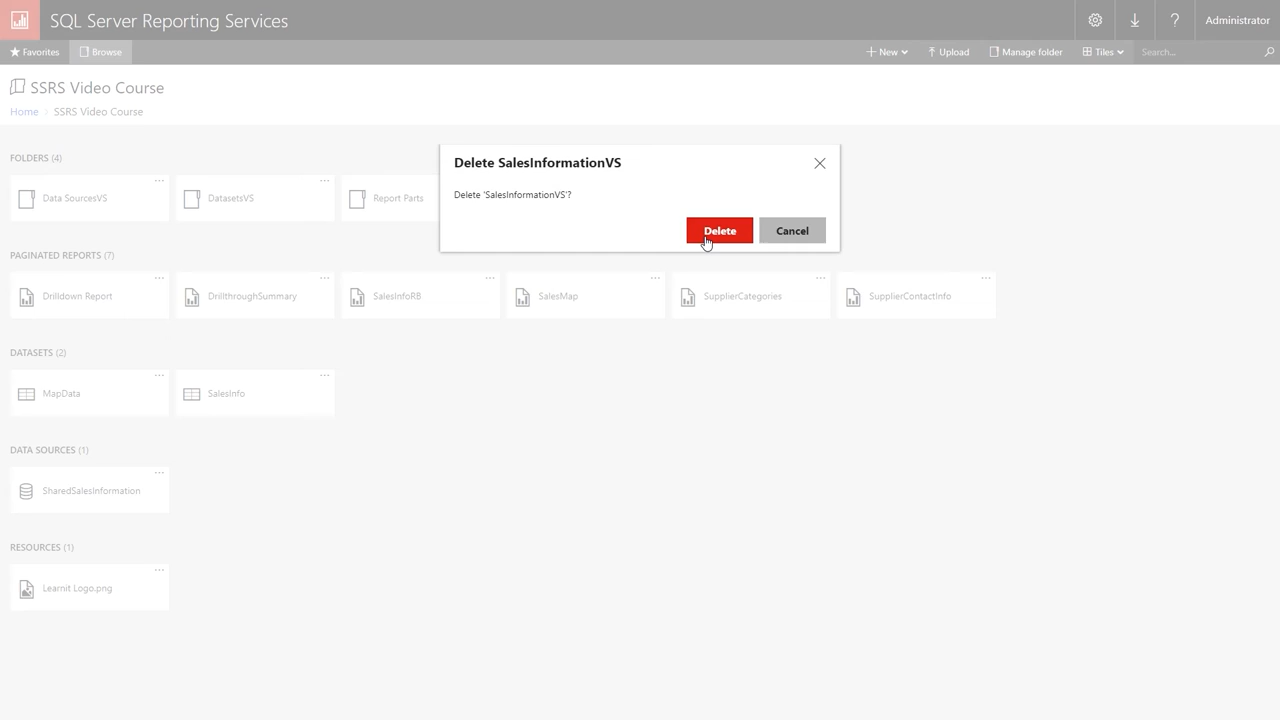 SQL Server Reporting Services
Administrator
Favorites
Browse
New
Upload
Manage folder
Tiles
Search...
SSRS Video Course
Home
SSRS Video Course
FOLDERS (4)
Data SourcesVS
DatasetsVS
Report Parts
Delete SalesInformationVS
Delete 'SalesInformationVS'?
Delete
Cancel
PAGINATED REPORTS (7)
Drilldown Report
DrillthroughSummary
SalesInfoRB
SalesMap
SupplierCategories
SupplierContactInfo
DATASETS (2)
MapData
SalesInfo
DATA SOURCES (1)
SharedSalesInformation
RESOURCES (1)
Learnit Logo.png